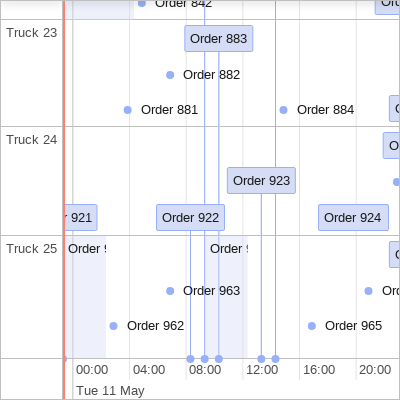 Order 842
Truck 23
Order 883
Order 882
Order 881
Order 884
Truck 24
Order 923
921
Order 922
Order 924
Truck 25
Order
Order
Order 963
Order 962
Order 965
00:00 04:00 08:00 12:00 16:00 20:00
Tue 11 May